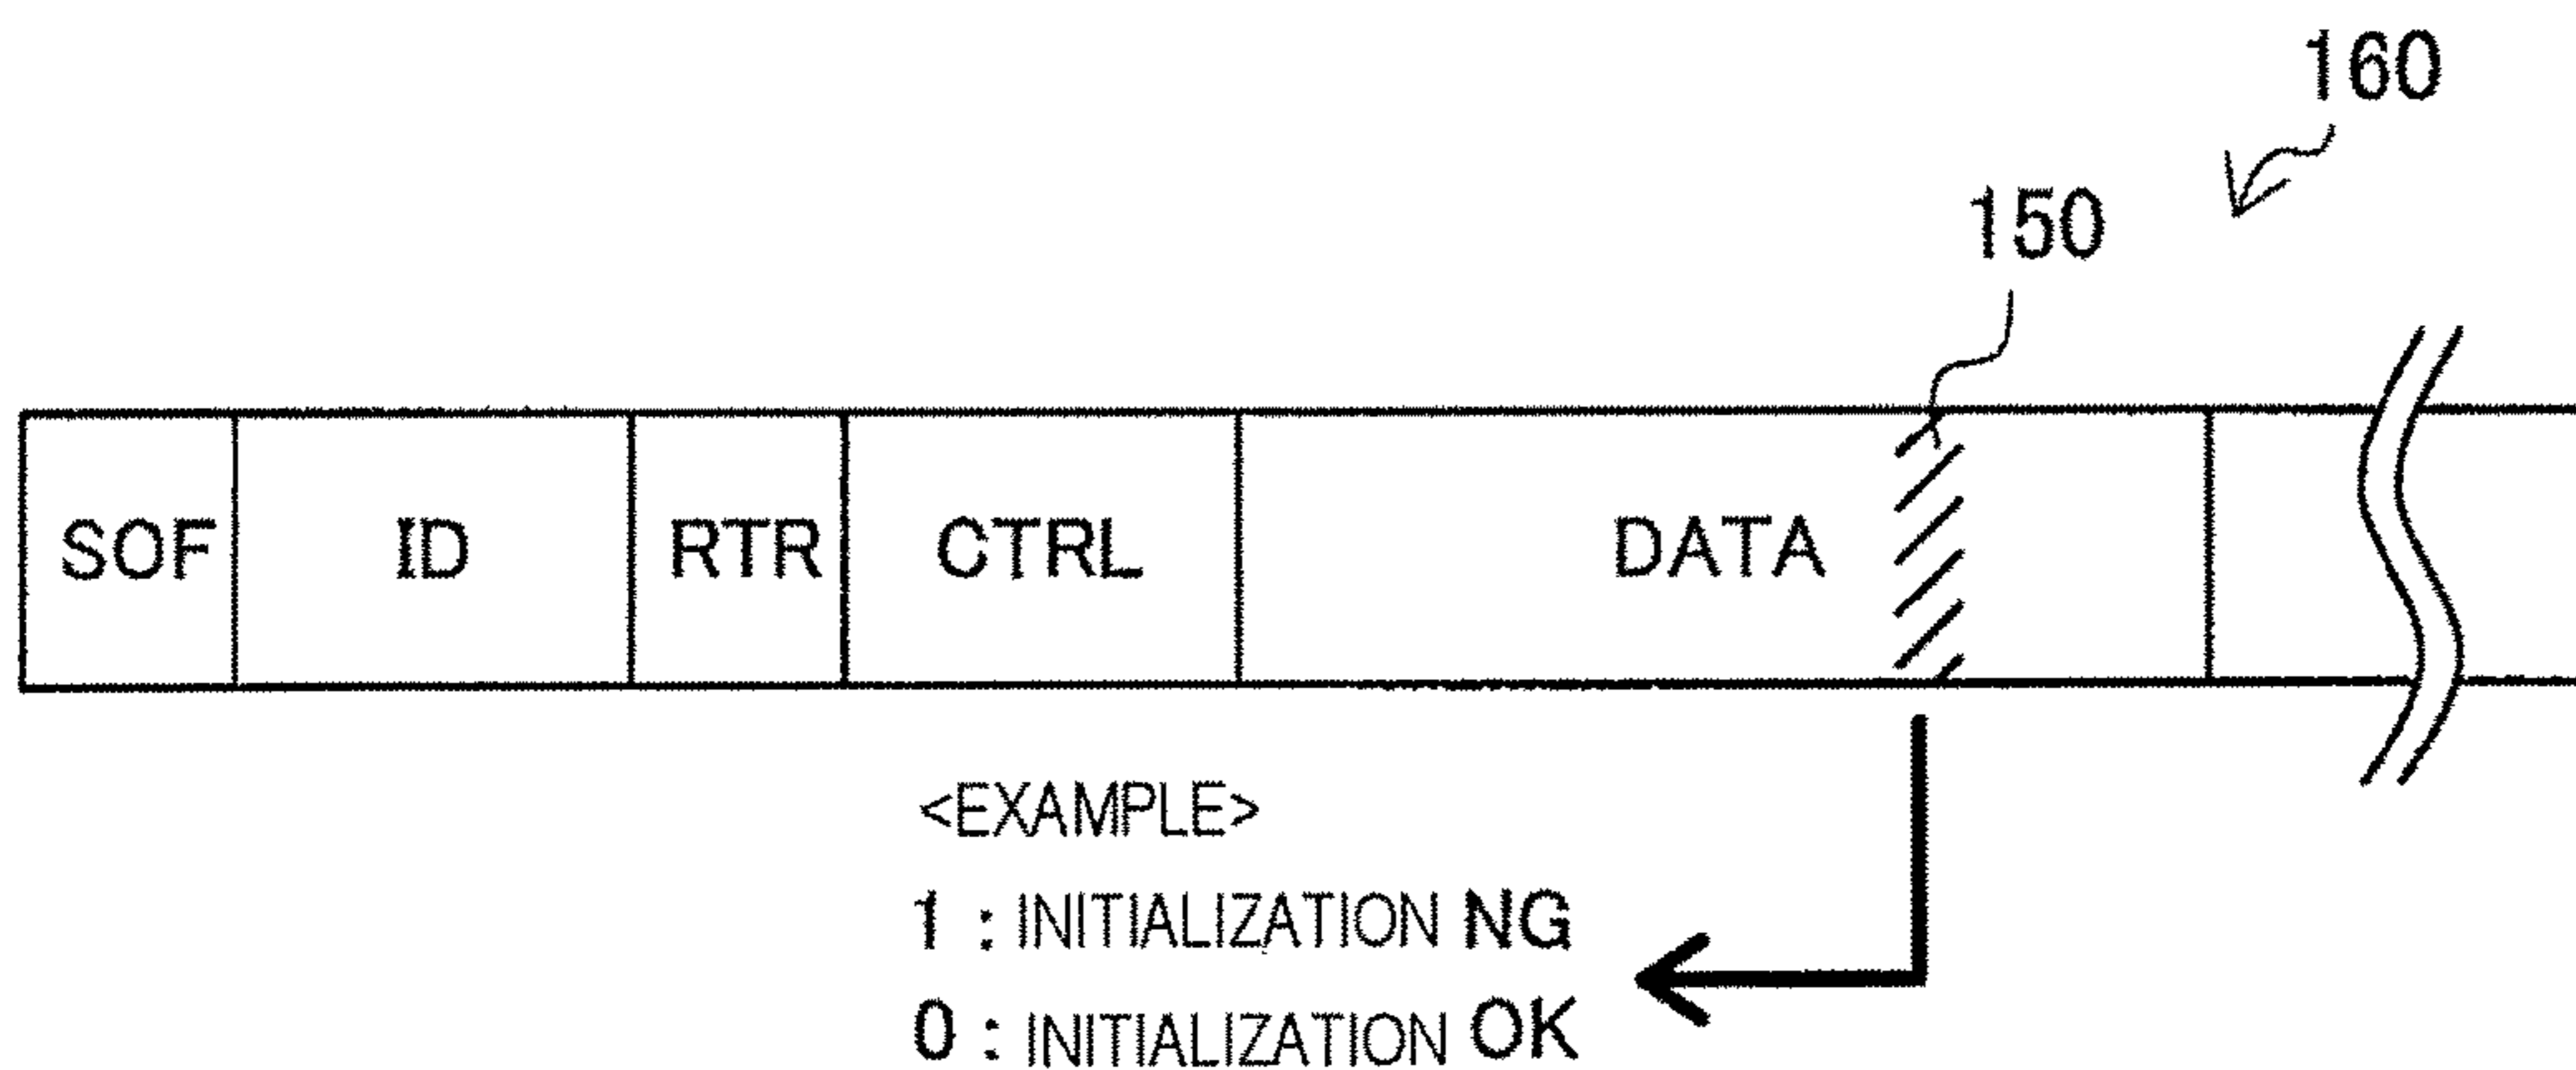 160
150
SOF ID RTR CTRL DATA
<EXAMPLE>
1 : INITIALIZATION NG
0 : INITIALIZATION OK